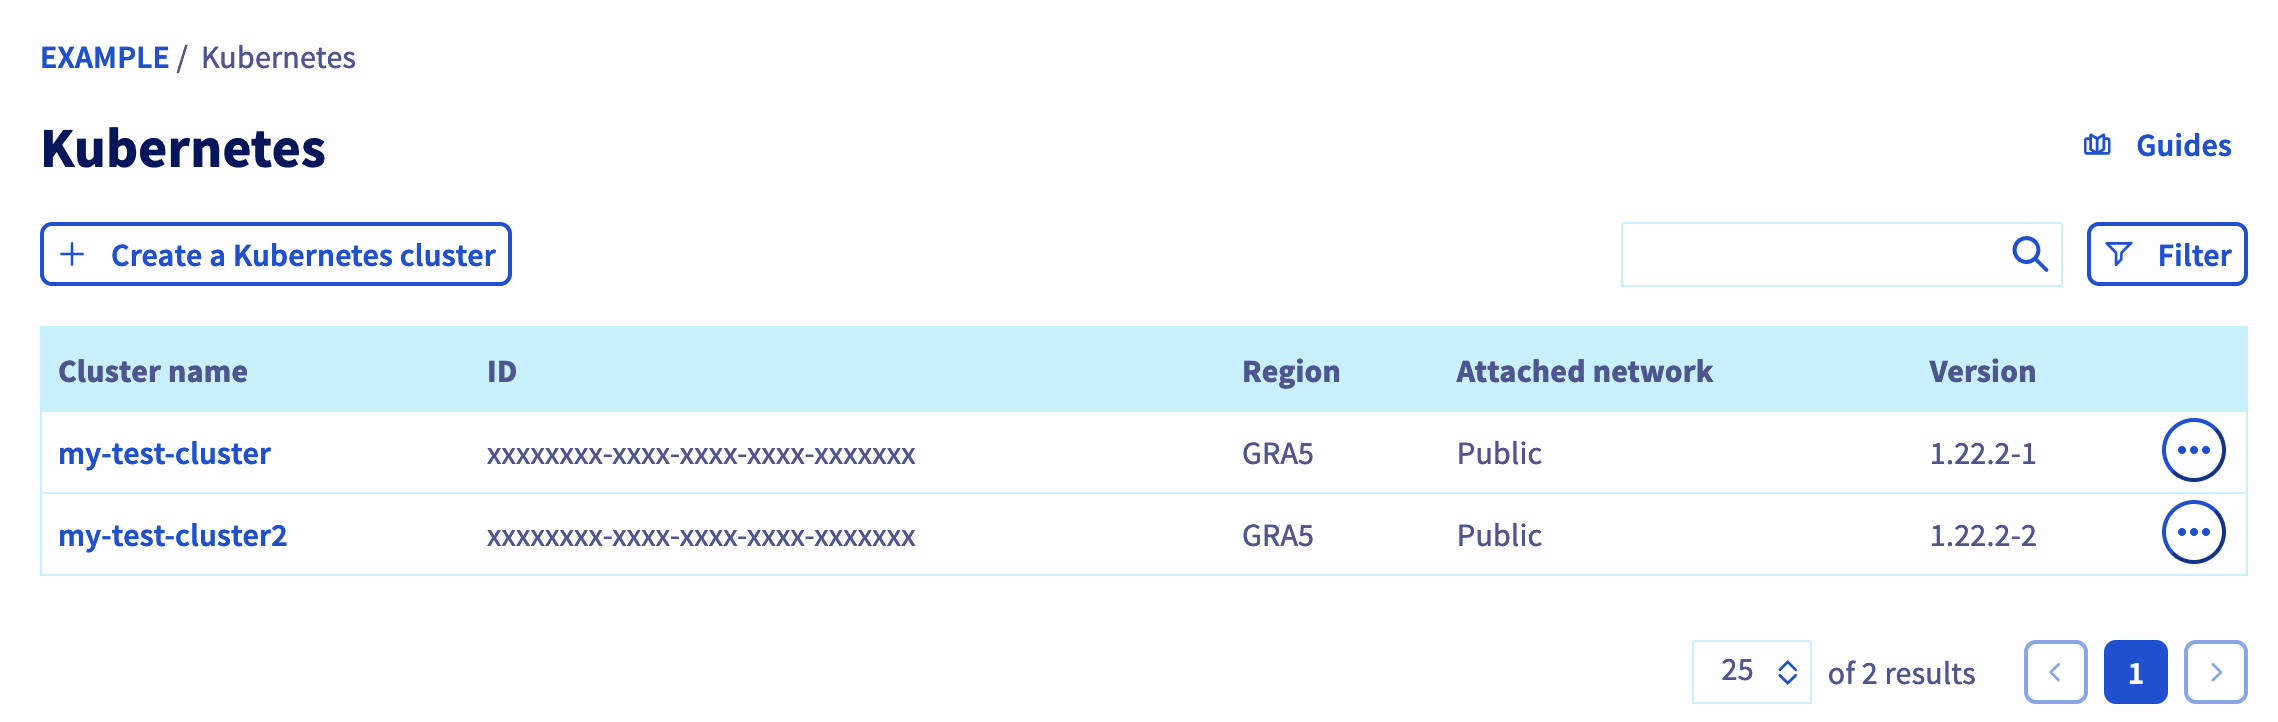 EXAMPLE / Kubernetes
Kubernetes
Guides
+ Create a Kubernetes cluster
Filter
Cluster name ID Region Attached network Version
my-test-cluster xxxxxxxx-xxxx-xxxx-xxxx-xxxxxxx GRA5 Public 1.22.2-1
my-test-cluster2 xxxxxxxx-xxxx-xxxx-xxxx-xxxxxxx GRA5 Public 1.22.2-2
25 of 2 results 1